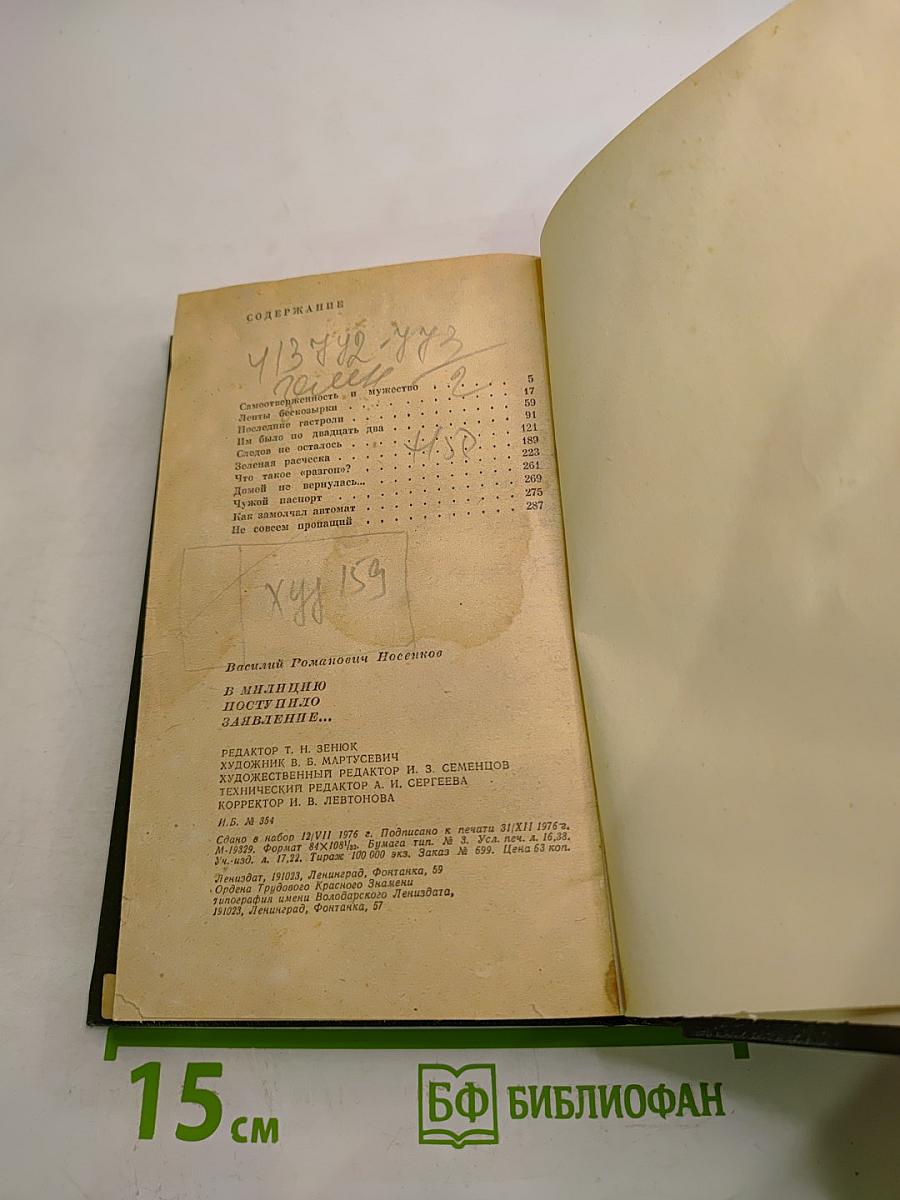 СОДЕРЖАНИЕ
Самоотверженность и мужество . . . . . . 5
Ленты бескозырки . . . . . . . . . . 17
Последние гастроли . . . . . . . . . . 59
Им было по двадцать два . . . . . . . . 91
Следов не осталось . . . . . . . . . . 121
Зеленая расческа . . . . . . . . . . 189
Что такое «разгон»? . . . . . . . . . . 223
Домой не вернулась... . . . . . . . . . 261
Чужой паспорт . . . . . . . . . . . 269
Как замолчал автомат . . . . . . . . . 275
Не совсем пропащий . . . . . . . . . . 287
159
Василий Романович Носенков
В МИЛИЦИЮ
ПОСТУПИЛО
ЗАЯВЛЕНИЕ...
РЕДАКТОР Т. Н. ЗЕНЮК
ХУДОЖНИК В. Б. МАРТУСЕВИЧ
ХУДОЖЕСТВЕННЫЙ РЕДАКТОР И. З. СЕМЕНЦОВ
ТЕХНИЧЕСКИЙ РЕДАКТОР А. И. СЕРГЕЕВА
КОРРЕКТОР И. В. ЛЕВТОНОВА
И.Б. № 354
Сдано в набор 12/VII 1976 г. Подписано к печати 31/XII 1976 г.
М-19829. Формат 84×108¹/₃₂. Бумага тип. № 3. Усл. печ. л. 16,38.
Уч.-изд. л. 17,22. Тираж 100 000 экз. Заказ № 699. Цена 63 коп.
Лениздат, 191023, Ленинград, Фонтанка, 59
Ордена Трудового Красного Знамени
типография имени Володарского Лениздата,
191023, Ленинград, Фонтанка, 57
15 см
БФ БИБЛИОФАН